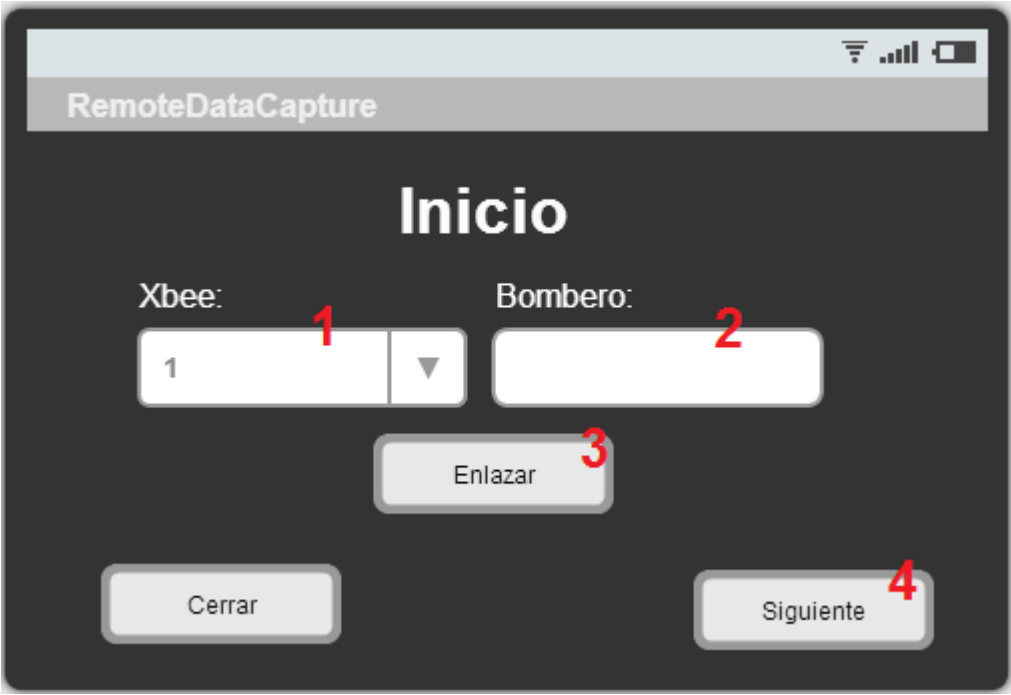 RemoteDataCapture
Inicio
Xbee: Bombero:
1 2
1
3
Enlazar
4
Cerrar Siguiente